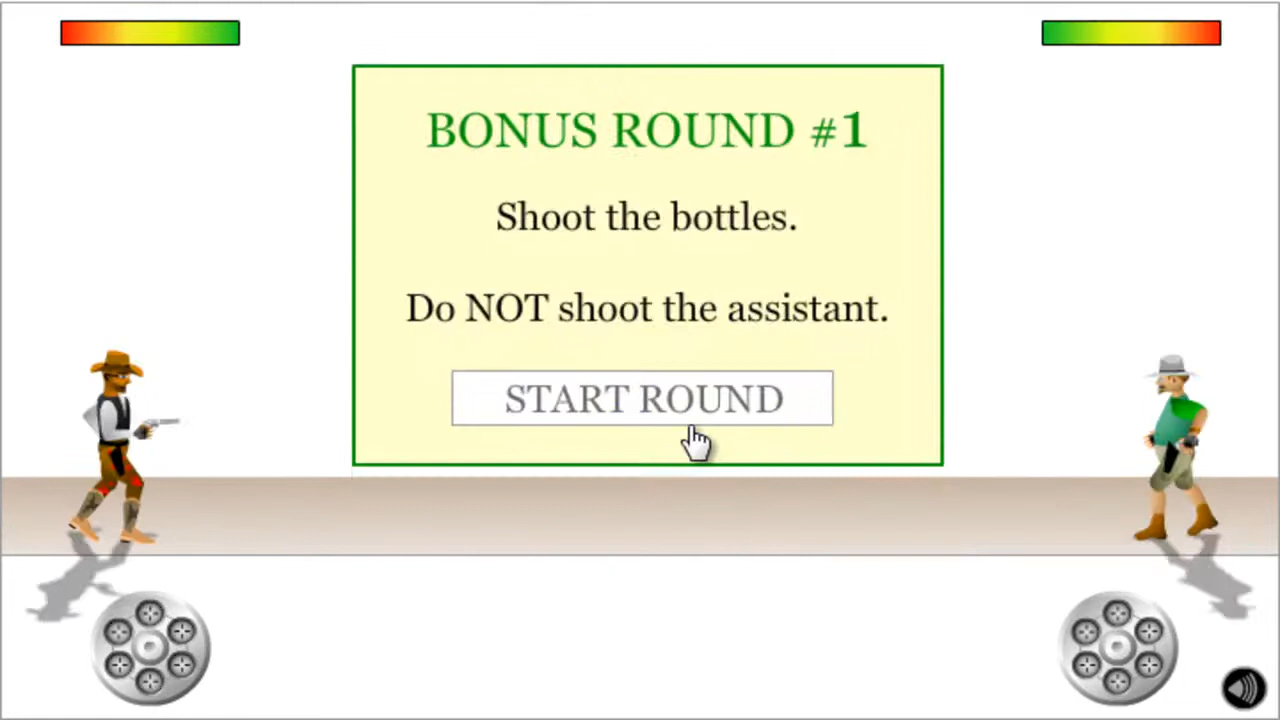 BONUS ROUND #1
Shoot the bottles.
Do NOT shoot the assistant.
START ROUND